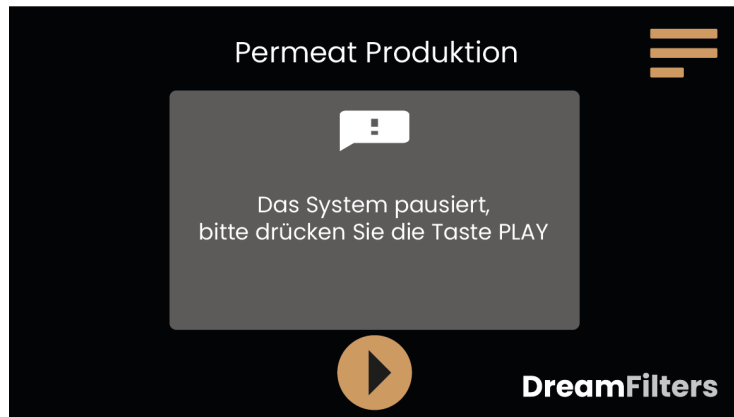 Permeat Produktion
Das System pausiert,
bitte drücken Sie die Taste PLAY
DreamFilters